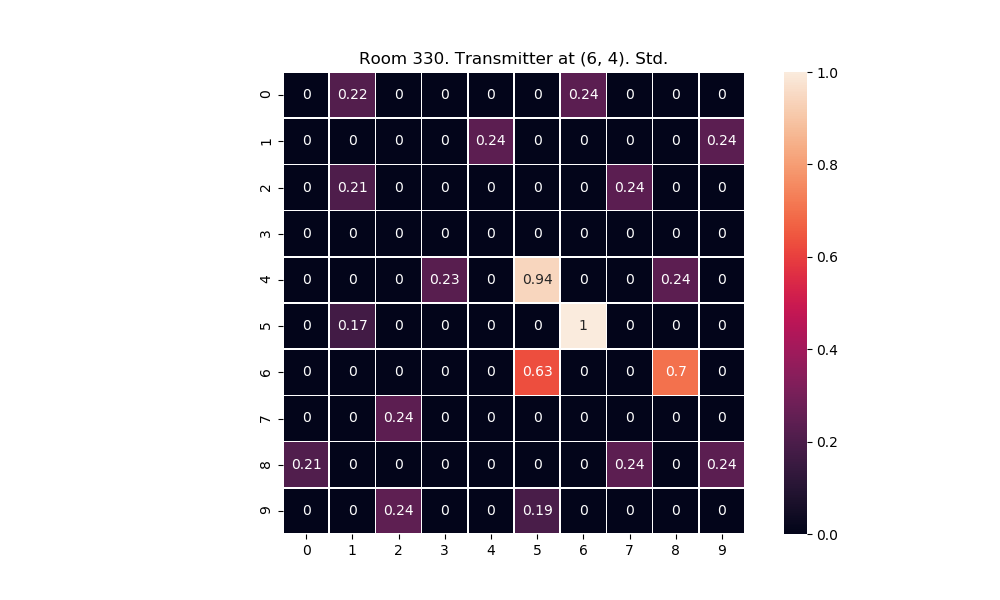 Room 330. Transmitter at (6, 4). Std.
0 0 0.22 0 0 0 0 0.24 0 0 0
1 0 0 0 0 0.24 0 0 0 0 0.24
2 0 0.21 0 0 0 0 0 0.24 0 0
3 0 0 0 0 0 0 0 0 0 0
4 0 0 0 0.23 0 0.94 0 0 0.24 0
5 0 0.17 0 0 0 0 1 0 0 0
6 0 0 0 0 0 0.63 0 0 0.7 0
7 0 0 0.24 0 0 0 0 0 0 0
8 0.21 0 0 0 0 0 0 0.24 0 0.24
9 0 0 0.24 0 0 0.19 0 0 0 0
0 1 2 3 4 5 6 7 8 9
1.0
0.8
0.6
0.4
0.2
0.0